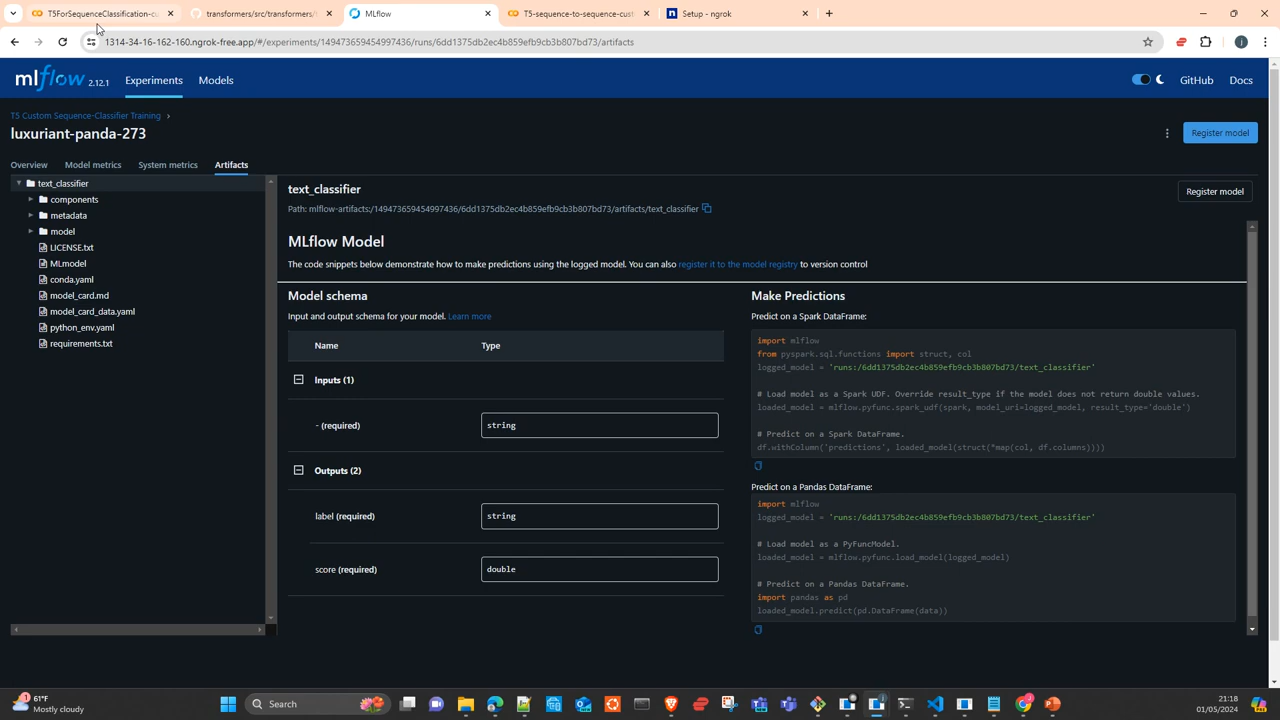 T5ForSequenceClassification-cu
transformers/src/transformers/
MLflow
T5-sequence-to-sequence-cust
Setup - ngrok
1314-34-16-162-160.ngrok-free.app/#/experiments/149473659454997436/runs/6dd1375db2ec4b859efb9cb3b807bd73/artifacts
mlflow 2.12.1 Experiments Models GitHub Docs
T5 Custom Sequence-Classifier Training
luxuriant-panda-273
Register model
Overview Model metrics System metrics Artifacts
text_classifier
components
metadata
model
LICENSE.txt
MLmodel
conda.yaml
model_card.md
model_card_data.yaml
python_env.yaml
requirements.txt
text_classifier
Register model
Path: mlflow-artifacts:/149473659454997436/6dd1375db2ec4b859efb9cb3b807bd73/artifacts/text_classifier
MLflow Model
The code snippets below demonstrate how to make predictions using the logged model. You can also register it to the model registry to version control
Model schema
Input and output schema for your model. Learn more
Name Type
Inputs (1)
- (required) string
Outputs (2)
label (required) string
score (required) double
Make Predictions
Predict on a Spark DataFrame:
import mlflow
from pyspark.sql.functions import struct, col
logged_model = 'runs:/6dd1375db2ec4b859efb9cb3b807bd73/text_classifier'
# Load model as a Spark UDF. Override result_type if the model does not return double values.
loaded_model = mlflow.pyfunc.spark_udf(spark, model_uri=logged_model, result_type='double')
# Predict on a Spark DataFrame.
df.withColumn('predictions', loaded_model(struct(*map(col, df.columns))))
Predict on a Pandas DataFrame:
import mlflow
logged_model = 'runs:/6dd1375db2ec4b859efb9cb3b807bd73/text_classifier'
# Load model as a PyFuncModel.
loaded_model = mlflow.pyfunc.load_model(logged_model)
# Predict on a Pandas DataFrame.
import pandas as pd
loaded_model.predict(pd.DataFrame(data))
1
61°F
Mostly cloudy
Search
21:18
01/05/2024